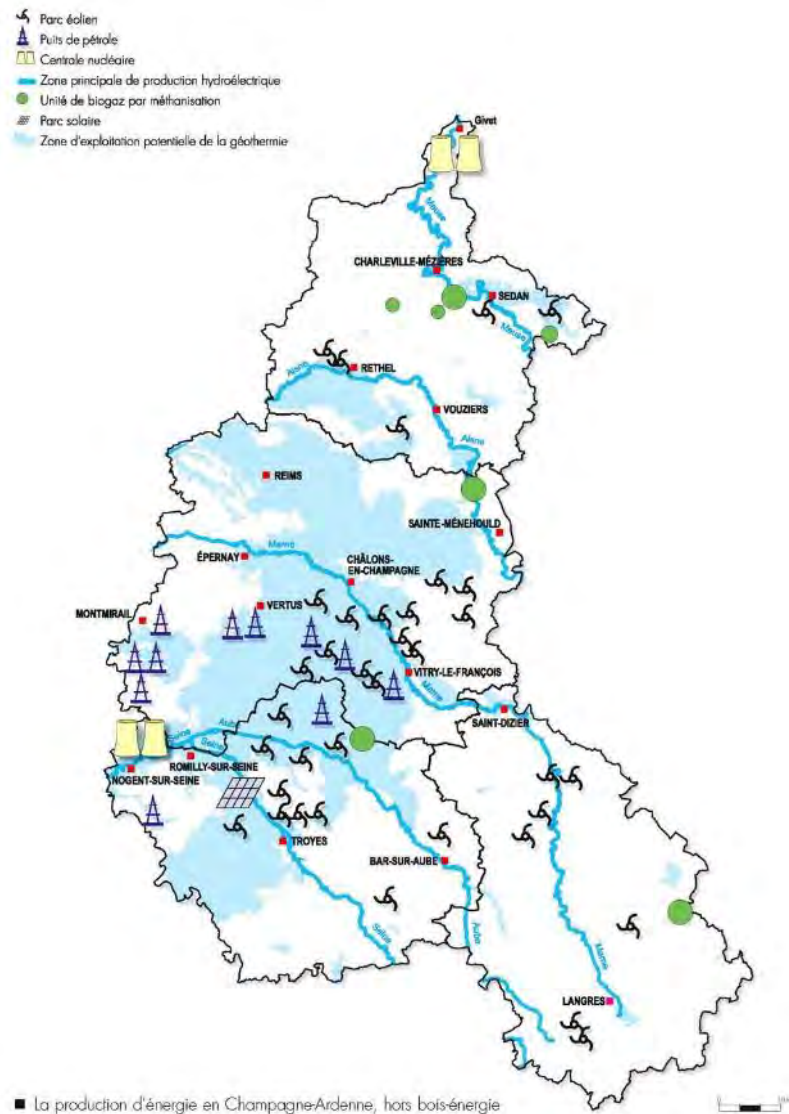 Parc éolien
Puits de pétrole
Centrale nucléaire
Zone principale de production hydroélectrique
Unité de biogaz par méthanisation
Parc solaire
Zone d'exploitation potentielle de la géothermie
Givet
Meuse
CHARLEVILLE-MÉZIÈRES
SEDAN
Meuse
Aisne
RETHEL
VOUZIERS
Aisne
REIMS
SAINTE-MÉNEHOULD
Marne
ÉPERNAY
CHÂLONS-
EN-CHAMPAGNE
VERTUS
MONTMIRAIL
VITRY-LE-FRANÇOIS
Marne
SAINT-DIZIER
Seine
Aube
Seine
ROMILLY-SUR-SEINE
NOGENT-SUR-SEINE
TROYES
BAR-SUR-AUBE
Seine
Aube
Marne
LANGRES
La production d'énergie en Champagne-Ardenne, hors bois-énergie